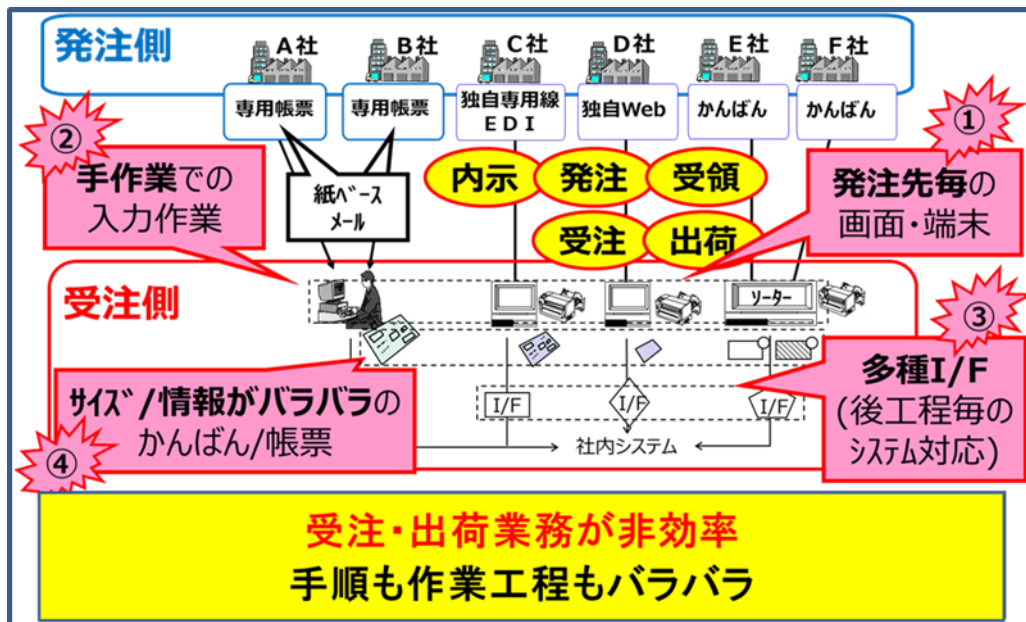 発注側
A社
B社
C社
D社
E社
F社
専用帳票
専用帳票
独自専用線
EDI
独自Web
かんばん
かんばん
①
発注先毎の
画面・端末
②
手作業での
入力作業
紙ベース
メール
内示
発注
受領
受注
出荷
受注側
ソーター
③
多種I/F
(後工程毎の
システム対応)
サイズ/情報がバラバラの
かんばん/帳票
④
I/F
I/F
I/F
社内システム
受注・出荷業務が非効率
手順も作業工程もバラバラ